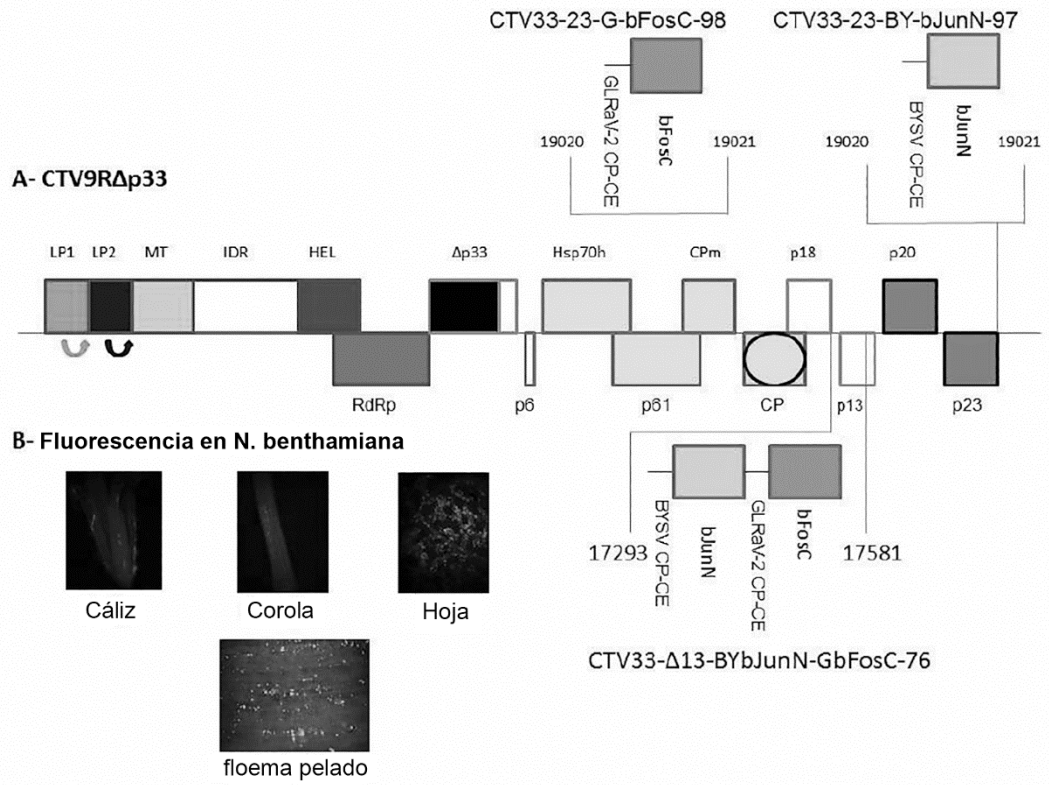 CTV33-23-G-bFosC-98
CTV33-23-BY-bJunN-97
GLRaV-2 CP-CE
bFosC
BYSV CP-CE
bJunN
19020
19021
19020
19021
A- CTV9RΔp33
LP1 LP2 MT IDR HEL Δp33 Hsp70h CPm p18 p20
RdRp p6 p61 CP p13 p23
B- Fluorescencia en N. benthamiana
Cáliz
Corola
Hoja
floema pelado
17293
BYSV CP-CE
bJunN
GLRaV-2 CP-CE
bFosC
17581
CTV33-Δ13-BYbJunN-GbFosC-76